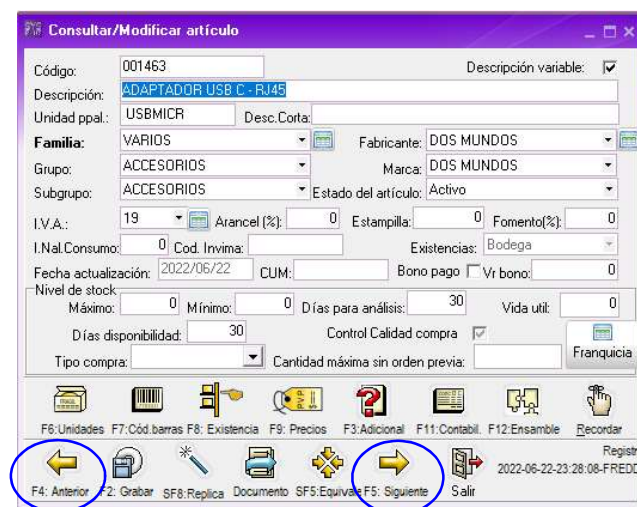 Consultar/Modificar artículo
Código: 001463 Descripción variable:
Descripción: ADAPTADOR USB C - RJ45
Unidad ppal.: USBMICR Desc.Corta:
Familia: VARIOS Fabricante: DOS MUNDOS
Grupo: ACCESORIOS Marca: DOS MUNDOS
Subgrupo: ACCESORIOS Estado del artículo: Activo
I.V.A.: 19 Arancel (%): 0 Estampilla: 0 Fomento(%): 0
I.Nal.Consumo: 0 Cod. Invima: Existencias: Bodega
Fecha actualización: 2022/06/22 CUM: Bono pago Vr bono: 0
Nivel de stock
Máximo: 0 Mínimo: 0 Días para análisis: 30 Vida util: 0
Días disponibilidad: 30 Control Calidad compra
Tipo compra: Cantidad máxima sin orden previa: Franquicia
F6:Unidades F7:Cód.barras F8: Existencia F9: Precios F3:Adicional F11:Contabil. F12:Ensamble Recordar
Registr
2022-06-22-23:28:08-FREDD
F4: Anterior F2: Grabar SF8:Replica Documento SF5:Equivale F5: Siguiente Salir